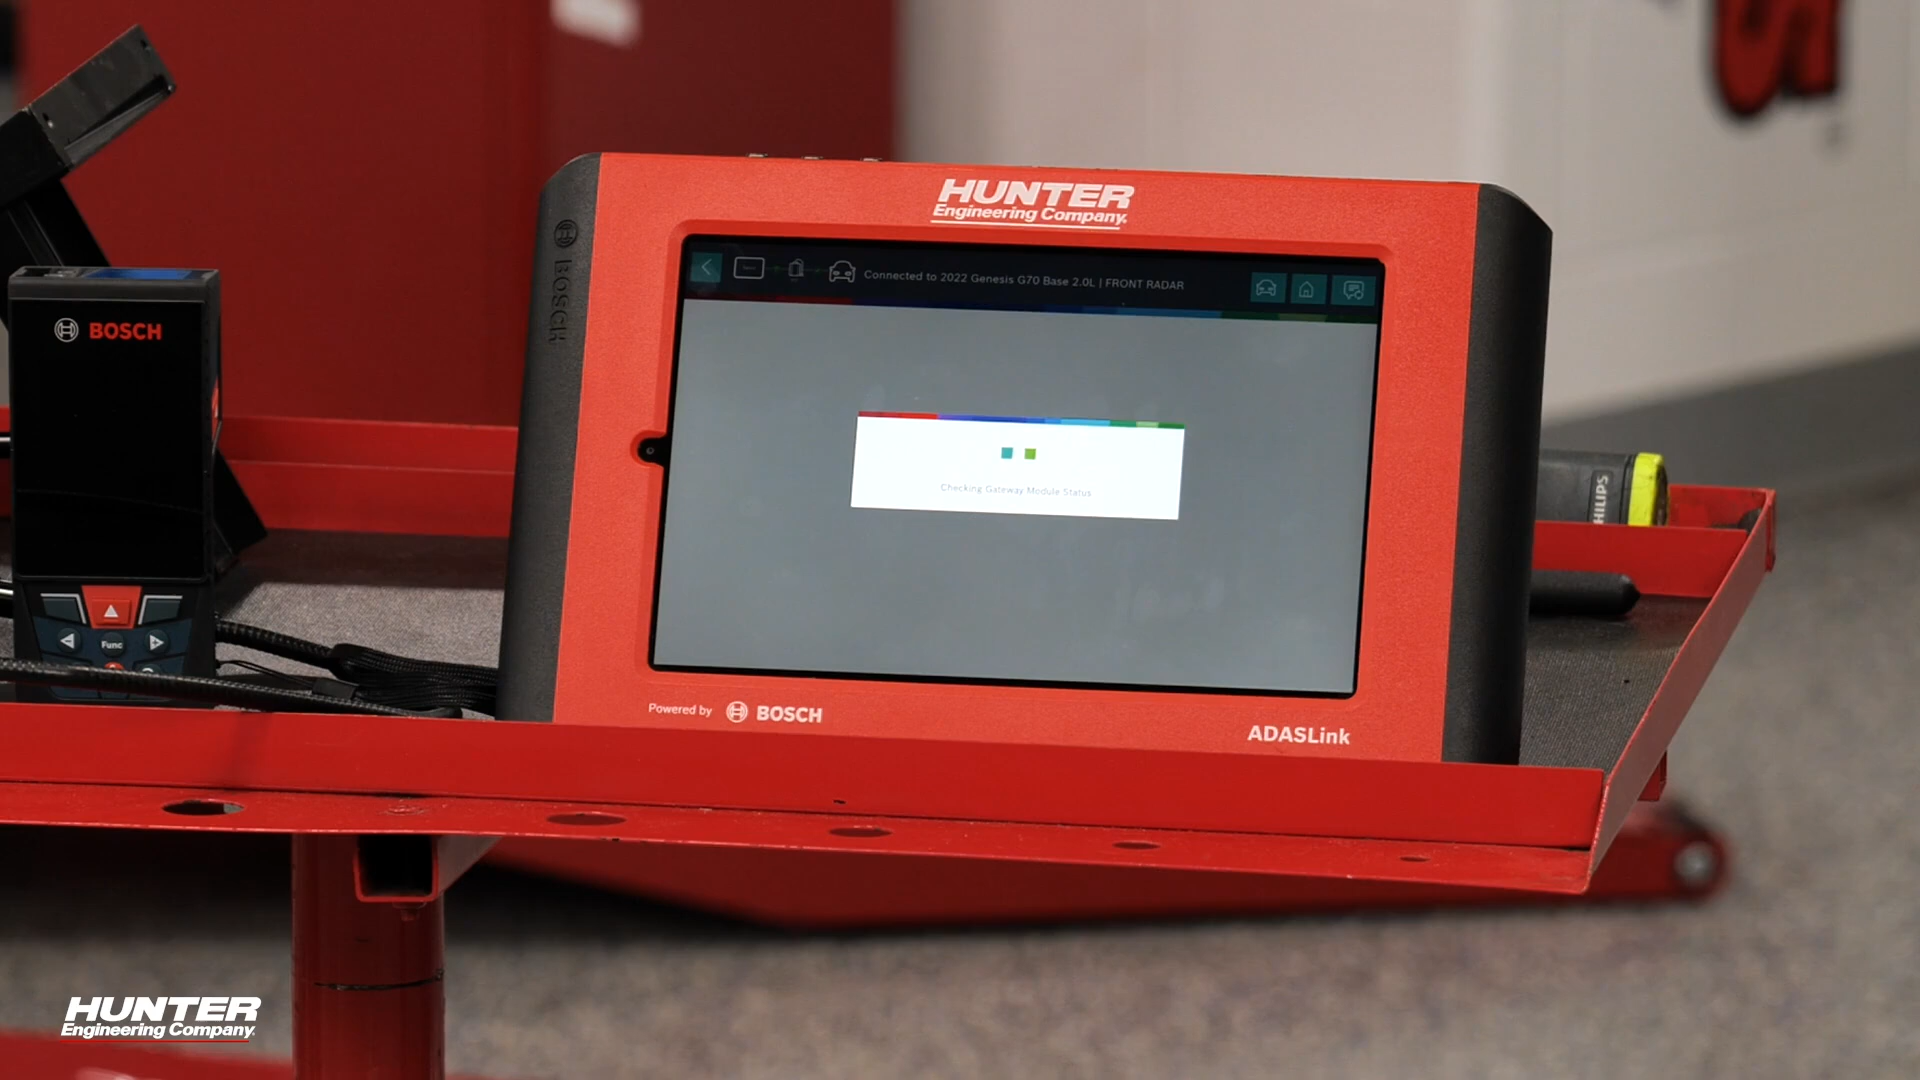 HUNTER
Engineering Company
BOSCH
Connected to 2022 Genesis G70 Base 2.0L | FRONT RADAR
BOSCH
Checking Gateway Module Status
PHILIPS
Func
Powered by BOSCH
ADASLink
HUNTER
Engineering Company